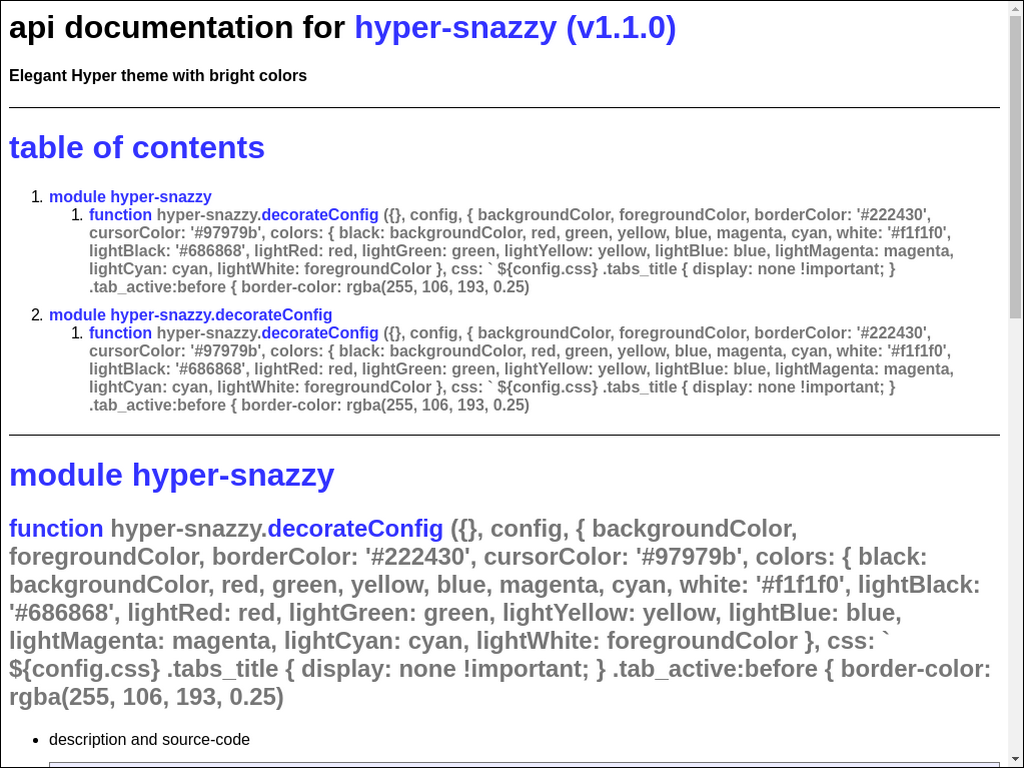 api documentation for hyper-snazzy (v1.1.0)
Elegant Hyper theme with bright colors
table of contents
1. module hyper-snazzy
1. function hyper-snazzy.decorateConfig ({}, config, { backgroundColor, foregroundColor, borderColor: '#222430',
cursorColor: '#97979b', colors: { black: backgroundColor, red, green, yellow, blue, magenta, cyan, white: '#f1f1f0',
lightBlack: '#686868', lightRed: red, lightGreen: green, lightYellow: yellow, lightBlue: blue, lightMagenta: magenta,
lightCyan: cyan, lightWhite: foregroundColor }, css: ` ${config.css} .tabs_title { display: none !important; }
.tab_active:before { border-color: rgba(255, 106, 193, 0.25)
2. module hyper-snazzy.decorateConfig
1. function hyper-snazzy.decorateConfig ({}, config, { backgroundColor, foregroundColor, borderColor: '#222430',
cursorColor: '#97979b', colors: { black: backgroundColor, red, green, yellow, blue, magenta, cyan, white: '#f1f1f0',
lightBlack: '#686868', lightRed: red, lightGreen: green, lightYellow: yellow, lightBlue: blue, lightMagenta: magenta,
lightCyan: cyan, lightWhite: foregroundColor }, css: ` ${config.css} .tabs_title { display: none !important; }
.tab_active:before { border-color: rgba(255, 106, 193, 0.25)
module hyper-snazzy
function hyper-snazzy.decorateConfig ({}, config, { backgroundColor,
foregroundColor, borderColor: '#222430', cursorColor: '#97979b', colors: { black:
backgroundColor, red, green, yellow, blue, magenta, cyan, white: '#f1f1f0', lightBlack:
'#686868', lightRed: red, lightGreen: green, lightYellow: yellow, lightBlue: blue,
lightMagenta: magenta, lightCyan: cyan, lightWhite: foregroundColor }, css: `
${config.css} .tabs_title { display: none !important; } .tab_active:before { border-color:
rgba(255, 106, 193, 0.25)
• description and source-code